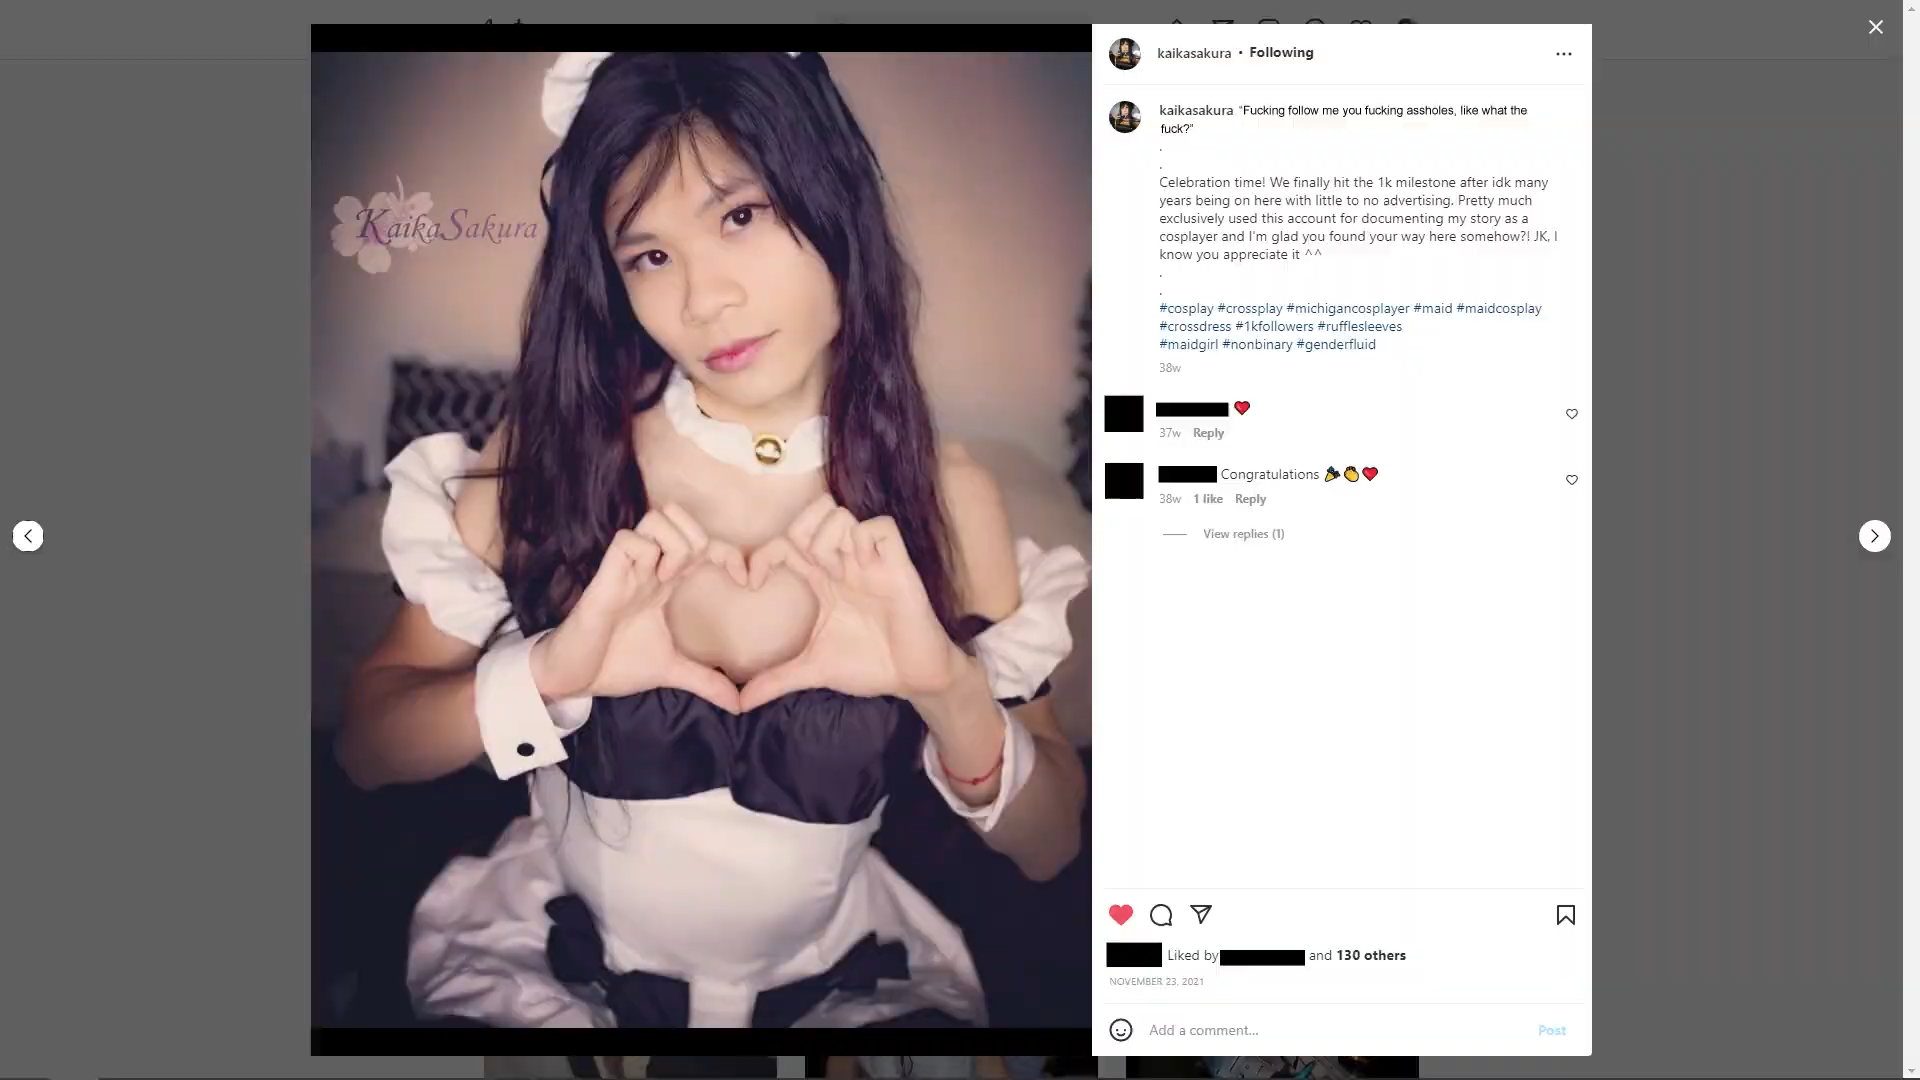 KaikaSakura
kaikasakura • Following
kaikasakura "Fucking follow me you fucking assholes, like what the
fuck?"
.
.
Celebration time! We finally hit the 1k milestone after idk many
years being on here with little to no advertising. Pretty much
exclusively used this account for documenting my story as a
cosplayer and I'm glad you found your way here somehow?! JK, I
know you appreciate it ^^
.
.
#cosplay #crossplay #michigancosplayer #maid #maidcosplay
#crossdress #1kfollowers #rufflesleeves
#maidgirl #nonbinary #genderfluid
38w
37w Reply
Congratulations
38w 1 like Reply
View replies (1)
Liked by and 130 others
NOVEMBER 23, 2021
Add a comment... Post